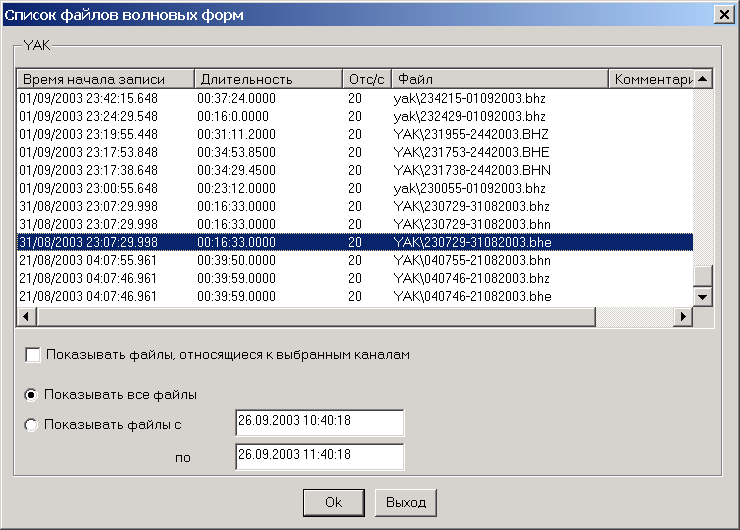 Список файлов волновых форм
YAK
Время начала записи Длительность Отс/с Файл Комментари
01/09/2003 23:42:15.648 00:37:24.0000 20 yak\234215-01092003.bhz
01/09/2003 23:24:29.548 00:16:0.0000 20 yak\232429-01092003.bhz
01/09/2003 23:19:55.448 00:31:11.2000 20 YAK\231955-2442003.BHZ
01/09/2003 23:17:53.848 00:34:53.8500 20 YAK\231753-2442003.BHE
01/09/2003 23:17:38.648 00:34:29.4500 20 YAK\231738-2442003.BHN
01/09/2003 23:00:55.648 00:23:12.0000 20 yak\230055-01092003.bhz
31/08/2003 23:07:29.998 00:16:33.0000 20 YAK\230729-31082003.bhz
31/08/2003 23:07:29.998 00:16:33.0000 20 YAK\230729-31082003.bhn
31/08/2003 23:07:29.998 00:16:33.0000 20 YAK\230729-31082003.bhe
21/08/2003 04:07:55.961 00:39:50.0000 20 YAK\040755-21082003.bhn
21/08/2003 04:07:46.961 00:39:59.0000 20 YAK\040746-21082003.bhz
21/08/2003 04:07:46.961 00:39:59.0000 20 YAK\040746-21082003.bhe
Показывать файлы, относящиеся к выбранным каналам
Показывать все файлы
Показывать файлы с 26.09.2003 10:40:18
по 26.09.2003 11:40:18
Ok Выход